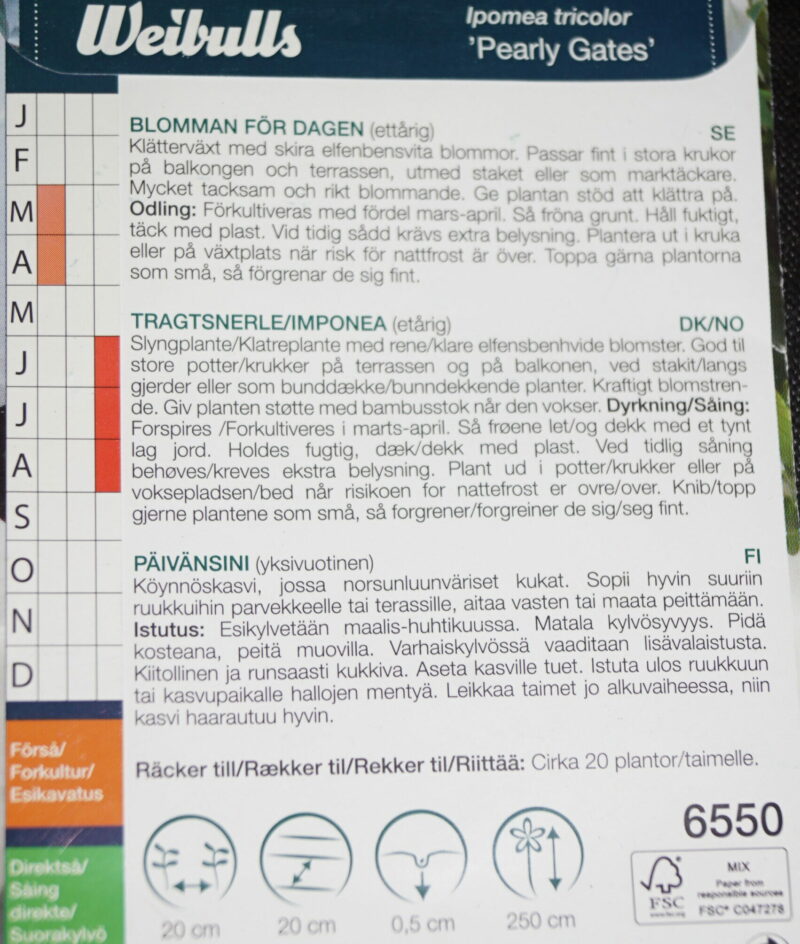 Weibulls
Ipomea tricolor
'Pearly Gates'
J
F
M
A
M
J
J
A
S
O
N
D
BLOMMAN FÖR DAGEN (ettårig) SE
Klätterväxt med skira elfenbensvita blommor. Passar fint i stora krukor
på balkongen och terrassen, utmed staket eller som marktäckare.
Mycket tacksam och rikt blommande. Ge plantan stöd att klättra på.
Odling: Förkultiveras med fördel mars-april. Så fröna grunt. Håll fuktigt,
täck med plast. Vid tidig sådd krävs extra belysning. Plantera ut i kruka
eller på växtplats när risk för nattfrost är över. Toppa gärna plantorna
som små, så förgrenar de sig fint.
TRAGTSNERLE/IMPONEA (etårig) DK/NO
Slyngplante/Klatreplante med rene/klare elfensbenhvide blomster. God til
store potter/krukker på terrassen og på balkonen, ved stakit/langs
gjerder eller som bunddække/bunndekkende planter. Kraftigt blomstren-
de. Giv planten støtte med bambusstok når den vokser. Dyrkning/Såing:
Forspires /Forkultiveres i marts-april. Så frøene let/og dekk med et tynt
lag jord. Holdes fugtig, dæk/dekk med plast. Ved tidlig såning
behøves/kreves ekstra belysning. Plant ud i potter/krukker eller på
voksepladsen/bed når risikoen for nattefrost er ovre/over. Knib/topp
gjerne plantene som små, så forgrener/forgreiner de sig/seg fint.
PÄIVÄNSINI (yksivuotinen) FI
Köynnöskasvi, jossa norsunluunväriset kukat. Sopii hyvin suuriin
ruukkuihin parvekkeelle tai terassille, aitaa vasten tai maata peittämään.
Istutus: Esikylvetään maalis-huhtikuussa. Matala kylvösyvyys. Pidä
kosteana, peitä muovilla. Varhaiskylvössä vaaditaan lisävalaistusta.
Kiitollinen ja runsaasti kukkiva. Aseta kasville tuet. Istuta ulos ruukkuun
tai kasvupaikalle hallojen mentyä. Leikkaa taimet jo alkuvaiheessa, niin
kasvi haarautuu hyvin.
Räcker till/Rækker til/Rekker til/Riittää: Cirka 20 plantor/taimelle.
Förså/
Forkultur/
Esikavatus
Direktså/
Såing
direkte/
Suorakylvö
20 cm
20 cm
0,5 cm
250 cm
6550
FSC
MIX
Paper from
responsible sources
FSC® C047278